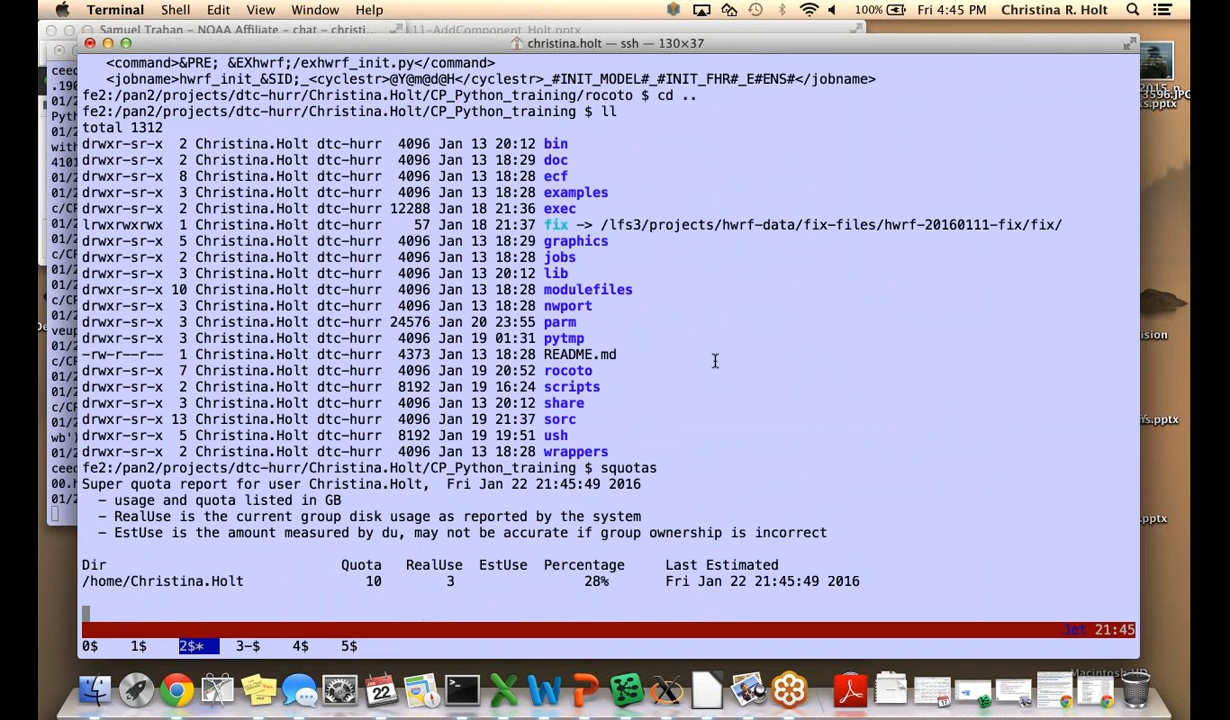 Terminal Shell Edit View Window Help 100% Fri 4:45 PM Christina R. Holt
Samuel Trahan – NOAA Affiliate – chat – christi... 11-AddComponent_Holt.pptx
christina.holt — ssh — 130×37
<command>&PRE; &EXhwrf;/exhwrf_init.py</command>
<jobname>hwrf_init_&SID;_<cyclestr>@Y@m@d@H</cyclestr>_#INIT_MODEL#_#INIT_FHR#_E#ENS#</jobname>
fe2:/pan2/projects/dtc-hurr/Christina.Holt/CP_Python_training/rocoto $ cd ..
fe2:/pan2/projects/dtc-hurr/Christina.Holt/CP_Python_training $ ll
total 1312
drwxr-sr-x 2 Christina.Holt dtc-hurr 4096 Jan 13 20:12 bin
drwxr-sr-x 2 Christina.Holt dtc-hurr 4096 Jan 13 18:29 doc
drwxr-sr-x 8 Christina.Holt dtc-hurr 4096 Jan 13 18:28 ecf
drwxr-sr-x 3 Christina.Holt dtc-hurr 4096 Jan 13 18:28 examples
drwxr-sr-x 2 Christina.Holt dtc-hurr 12288 Jan 18 21:36 exec
lrwxrwxrwx 1 Christina.Holt dtc-hurr 57 Jan 18 21:37 fix -> /lfs3/projects/hwrf-data/fix-files/hwrf-20160111-fix/fix/
drwxr-sr-x 5 Christina.Holt dtc-hurr 4096 Jan 13 18:29 graphics
drwxr-sr-x 2 Christina.Holt dtc-hurr 4096 Jan 13 18:28 jobs
drwxr-sr-x 3 Christina.Holt dtc-hurr 4096 Jan 13 20:12 lib
drwxr-sr-x 10 Christina.Holt dtc-hurr 4096 Jan 13 18:28 modulefiles
drwxr-sr-x 3 Christina.Holt dtc-hurr 4096 Jan 13 18:28 nwport
drwxr-sr-x 3 Christina.Holt dtc-hurr 24576 Jan 20 23:55 parm
drwxr-sr-x 3 Christina.Holt dtc-hurr 4096 Jan 19 01:31 pytmp
-rw-r--r-- 1 Christina.Holt dtc-hurr 4373 Jan 13 18:28 README.md
drwxr-sr-x 7 Christina.Holt dtc-hurr 4096 Jan 19 20:52 rocoto
drwxr-sr-x 2 Christina.Holt dtc-hurr 8192 Jan 19 16:24 scripts
drwxr-sr-x 3 Christina.Holt dtc-hurr 4096 Jan 13 20:12 share
drwxr-sr-x 13 Christina.Holt dtc-hurr 4096 Jan 19 21:37 sorc
drwxr-sr-x 5 Christina.Holt dtc-hurr 8192 Jan 19 19:51 ush
drwxr-sr-x 2 Christina.Holt dtc-hurr 4096 Jan 13 18:28 wrappers
fe2:/pan2/projects/dtc-hurr/Christina.Holt/CP_Python_training $ squotas
Super quota report for user Christina.Holt, Fri Jan 22 21:45:49 2016
- usage and quota listed in GB
- RealUse is the current group disk usage as reported by the system
- EstUse is the amount measured by du, may not be accurate if group ownership is incorrect
Dir Quota RealUse EstUse Percentage Last Estimated
/home/Christina.Holt 10 3 28% Fri Jan 22 21:45:49 2016
Jet 21:45
0$ 1$ 2$* 3-$ 4$ 5$
Macintosh HD